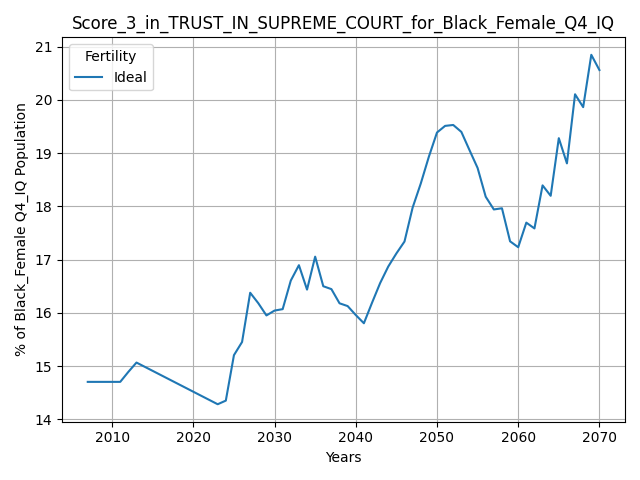 Score_3_in_TRUST_IN_SUPREME_COURT_for_Black_Female_Q4_IQ
Fertility
Ideal
% of Black_Female Q4_IQ Population
21
20
19
18
17
16
15
14
2010 2020 2030 2040 2050 2060 2070
Years